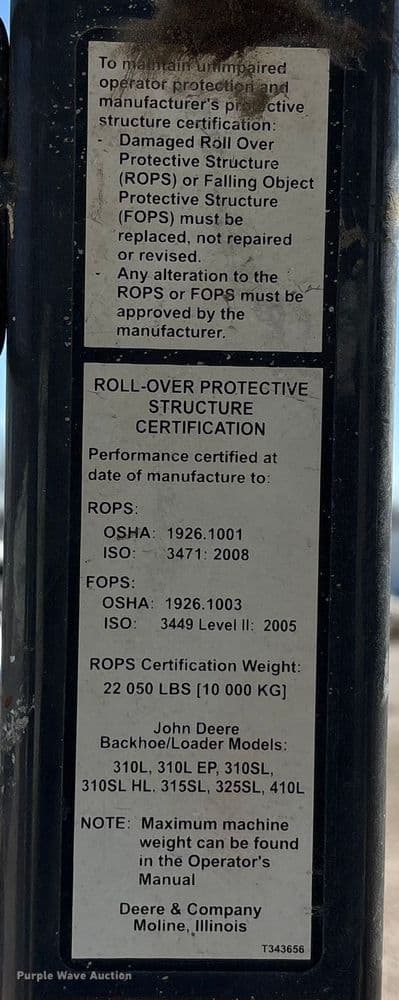 To maintain unimpaired
operator protection and
manufacturer's protective
structure certification:
- Damaged Roll Over
Protective Structure
(ROPS) or Falling Object
Protective Structure
(FOPS) must be
replaced, not repaired
or revised.
- Any alteration to the
ROPS or FOPS must be
approved by the
manufacturer.
ROLL-OVER PROTECTIVE
STRUCTURE
CERTIFICATION
Performance certified at
date of manufacture to:
ROPS:
OSHA: 1926.1001
ISO: 3471: 2008
FOPS:
OSHA: 1926.1003
ISO: 3449 Level II: 2005
ROPS Certification Weight:
22 050 LBS [10 000 KG]
John Deere
Backhoe/Loader Models:
310L, 310L EP, 310SL,
310SL HL, 315SL, 325SL, 410L
NOTE: Maximum machine
weight can be found
in the Operator's
Manual
Deere & Company
Moline, Illinois
T343656
Purple Wave Auction